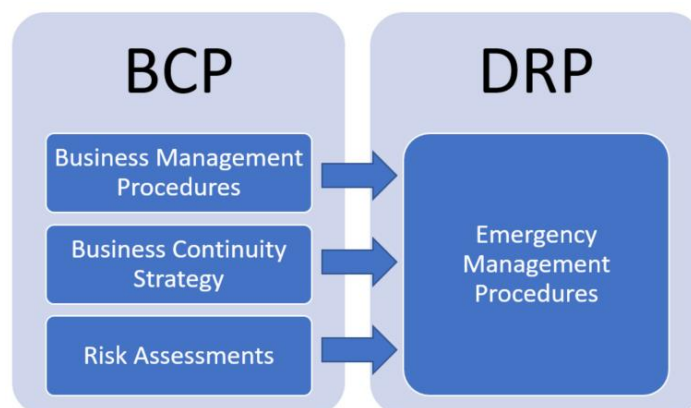 BCP
Business Management
Procedures
Business Continuity
Strategy
Risk Assessments
DRP
Emergency
Management
Procedures